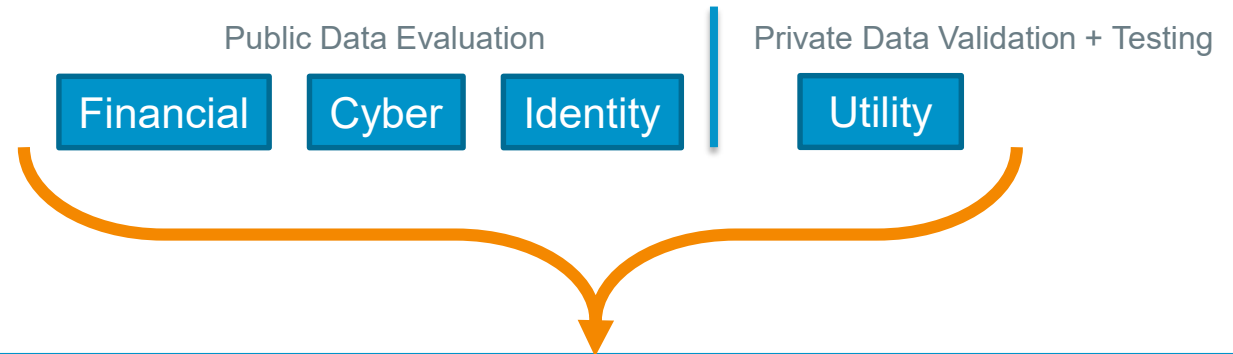 Public Data Evaluation
Private Data Validation + Testing
Financial
Cyber
Identity
Utility